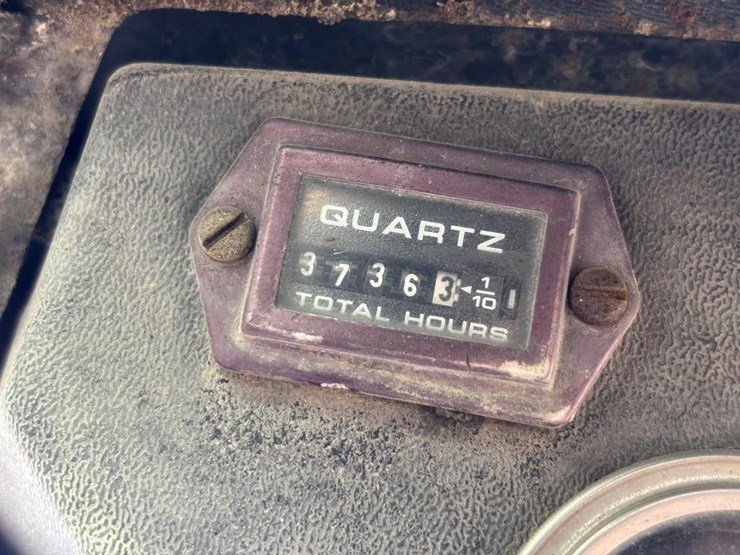 QUARTZ
3 7 3 6 3 ◄ 1/10
TOTAL HOURS